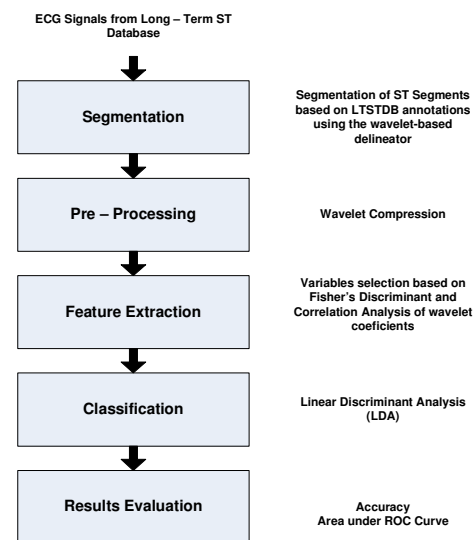 ECG Signals from Long – Term ST
Database
Segmentation
Segmentation of ST Segments
based on LTSTDB annotations
using the wavelet-based
delineator
Pre – Processing
Wavelet Compression
Feature Extraction
Variables selection based on
Fisher's Discriminant and
Correlation Analysis of wavelet
coeficients
Classification
Linear Discriminant Analysis
(LDA)
Results Evaluation
Accuracy
Area under ROC Curve